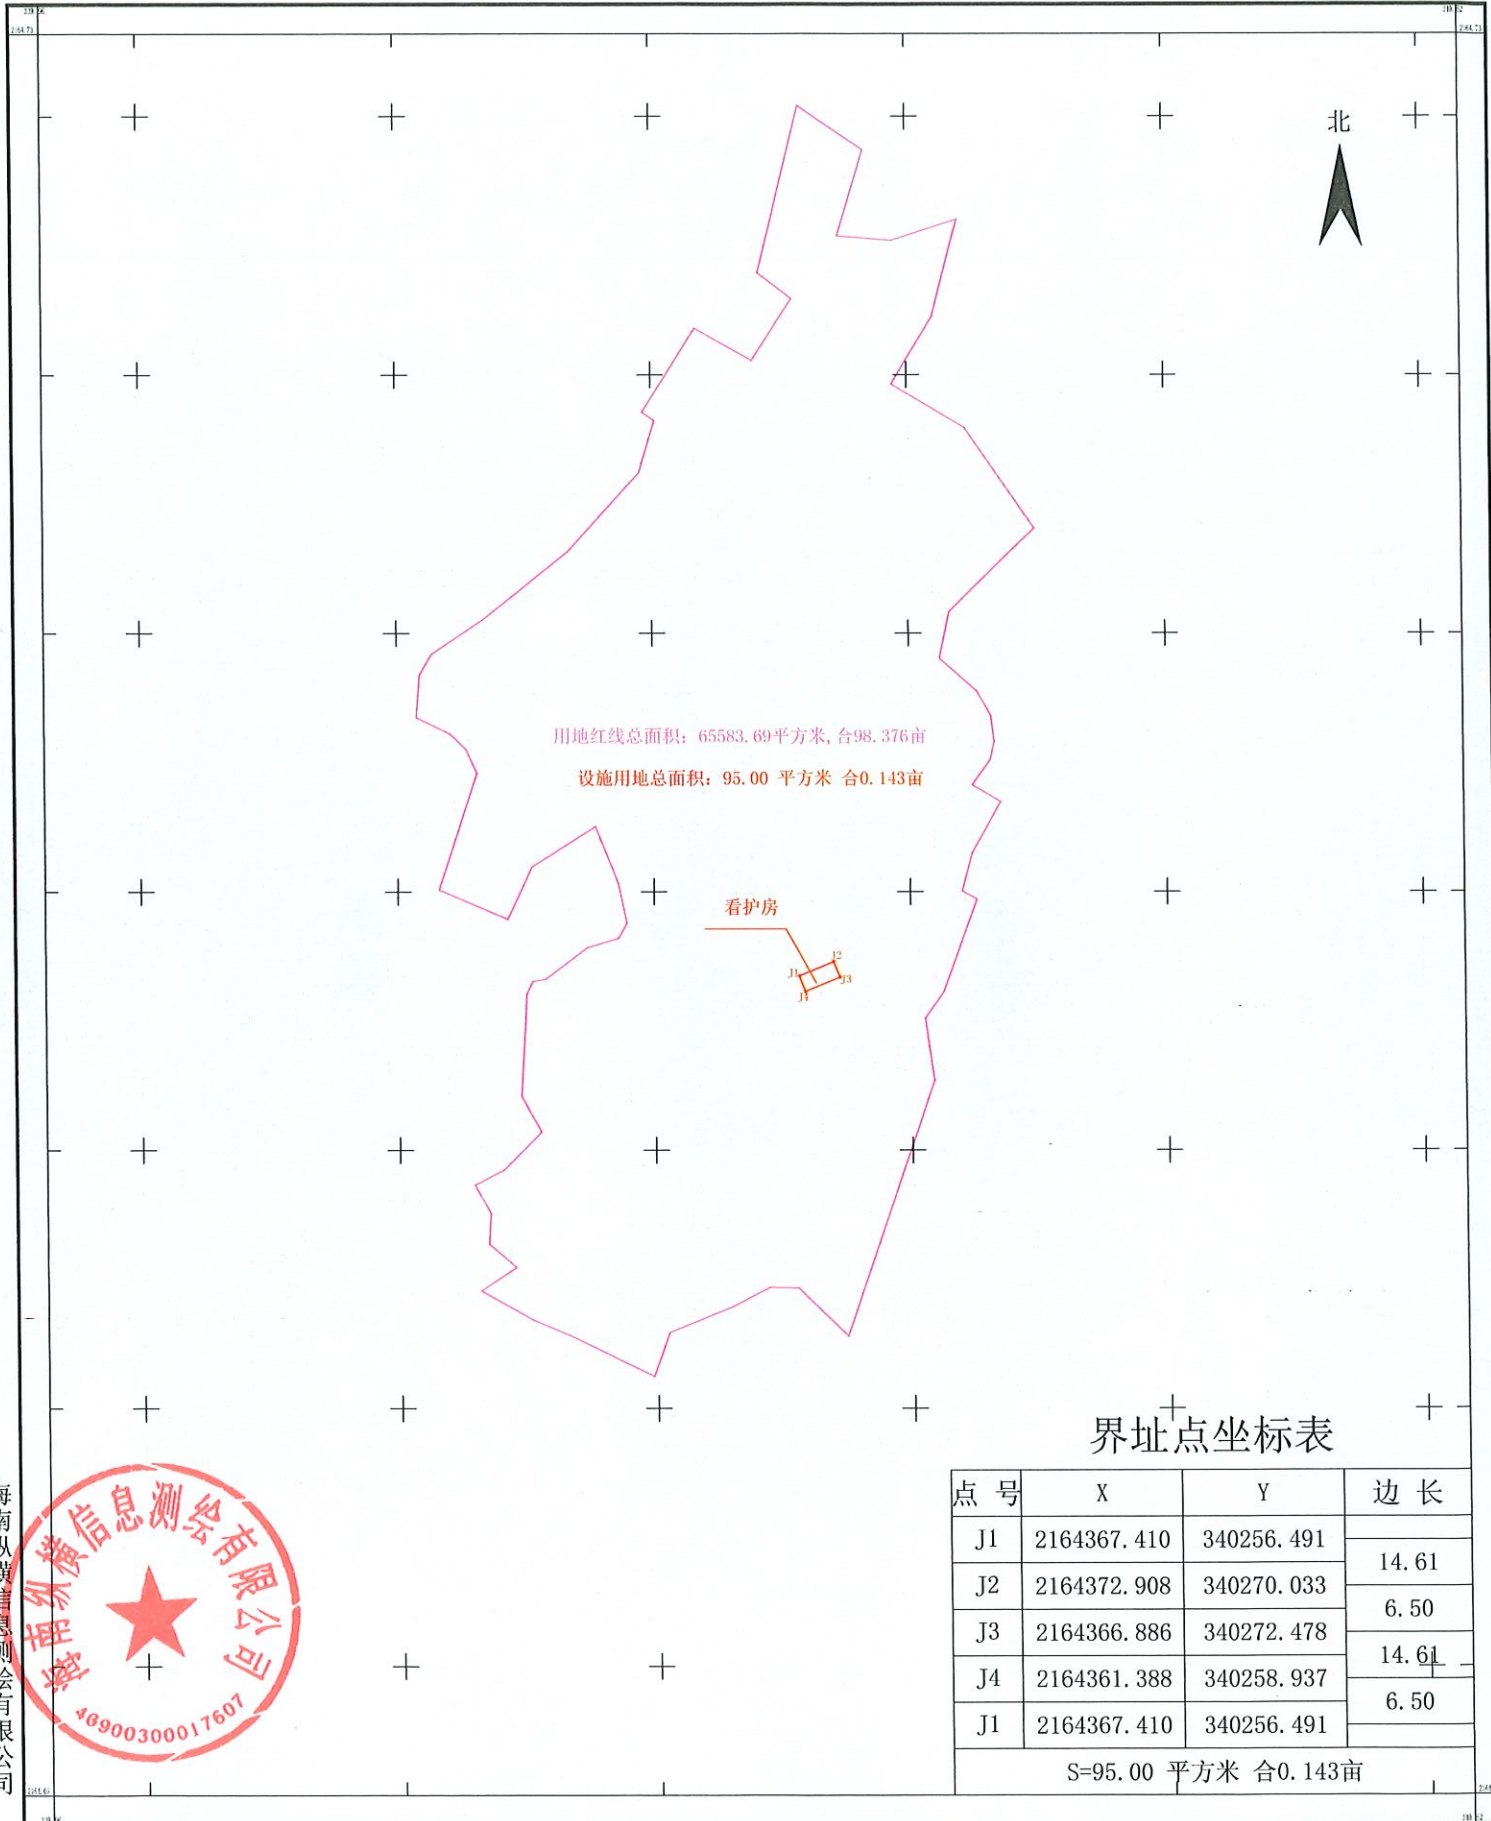 北
用地红线总面积: 65583.69平方米, 合98.376亩
设施用地总面积: 95.00 平方米 合0.143亩
看护房
J1
J2
J3
J4
界址点坐标表
点 号 X Y 边 长
J1 2164367.410 340256.491
14.61
J2 2164372.908 340270.033
6.50
J3 2164366.886 340272.478
14.61
J4 2164361.388 340258.937
6.50
J1 2164367.410 340256.491
S=95.00 平方米 合0.143亩
海南纵横信息测绘有限公司
海南纵横信息测绘有限公司
46900300017607